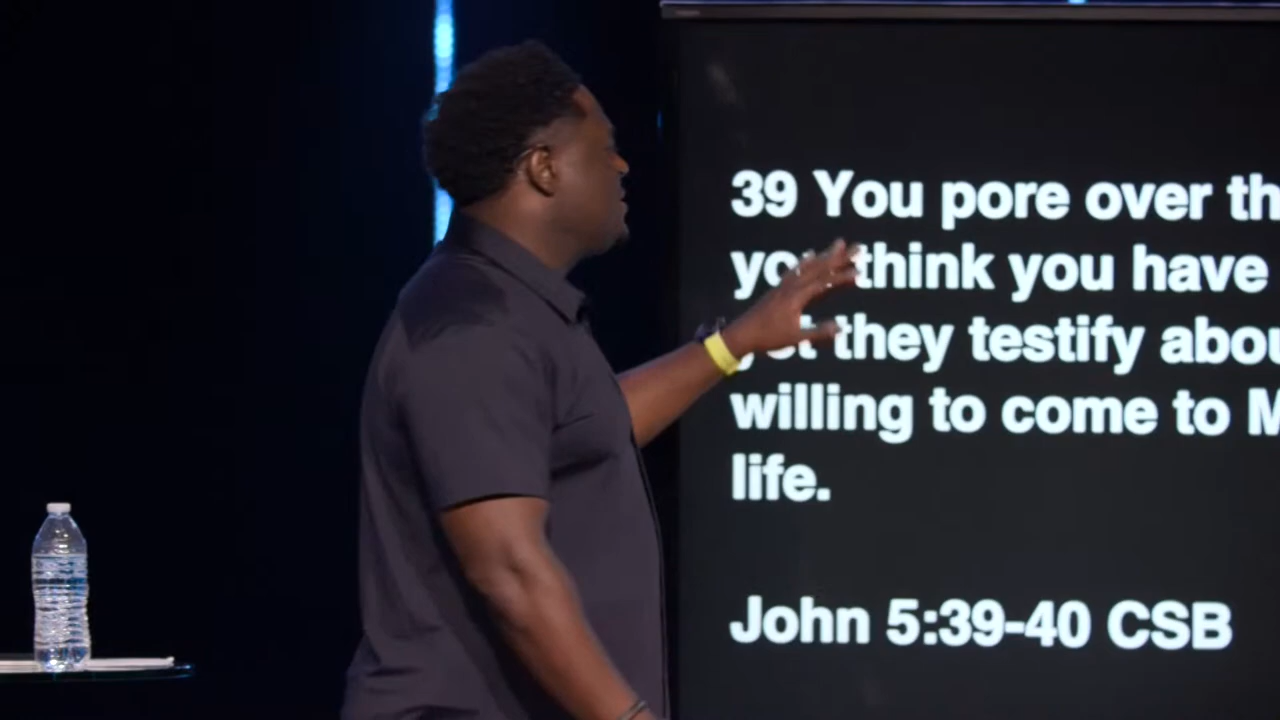 39 You pore over
think you have
they testify
willing to come to
life.
John 5:39-40 CSB